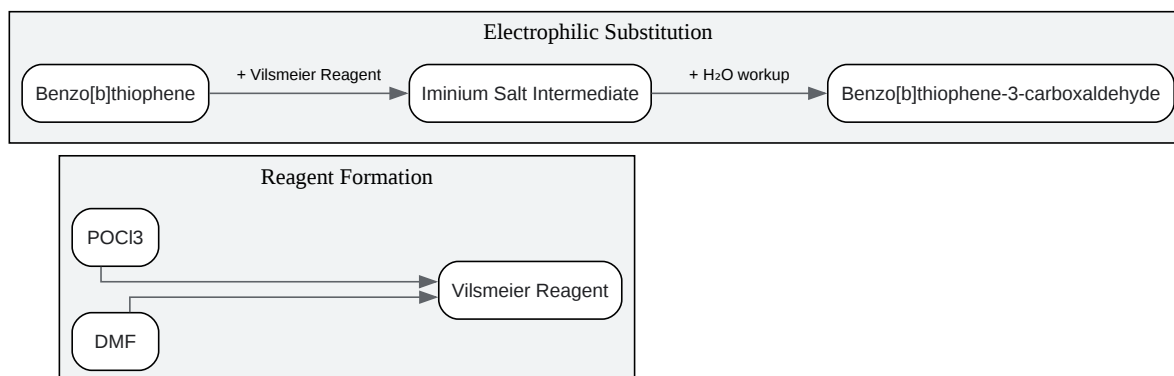 Electrophilic Substitution
Benzo[b]thiophene
+ Vilsmeier Reagent
Iminium Salt Intermediate
+ H₂O workup
Benzo[b]thiophene-3-carboxaldehyde
Reagent Formation
POCl3
Vilsmeier Reagent
DMF